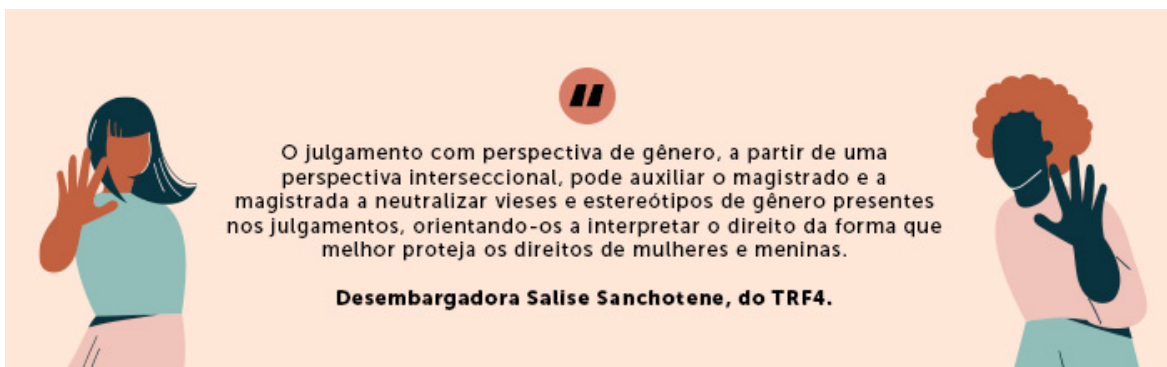 O julgamento com perspectiva de gênero, a partir de uma
perspectiva interseccional, pode auxiliar o magistrado e a
magistrada a neutralizar vieses e estereótipos de gênero presentes
nos julgamentos, orientando-os a interpretar o direito da forma que
melhor proteja os direitos de mulheres e meninas.
Desembargadora Salise Sanchotene, do TRF4.